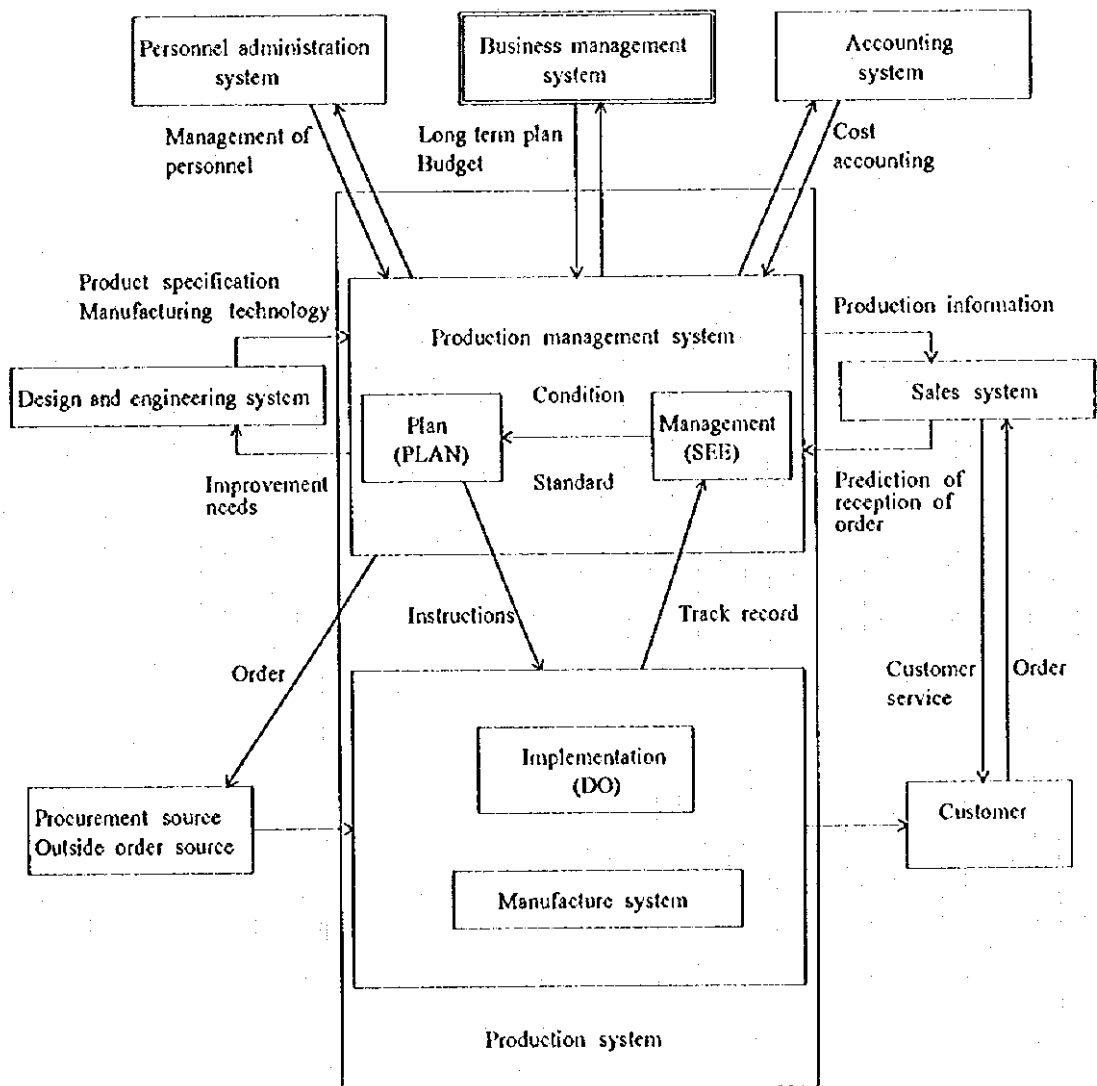 Personnel administration
system
Business management
system
Accounting
system
Management of
personnel
Long term plan
Budget
Cost
accounting
Product specification
Manufacturing technology
Production information
Production management system
Design and engineering system
Sales system
Condition
Plan
(PLAN)
Management
(SEE)
Standard
Improvement
needs
Prediction of
reception of
order
Instructions
Track record
Order
Customer
service
Order
Implementation
(DO)
Procurement source
Outside order source
Customer
Manufacture system
Production system